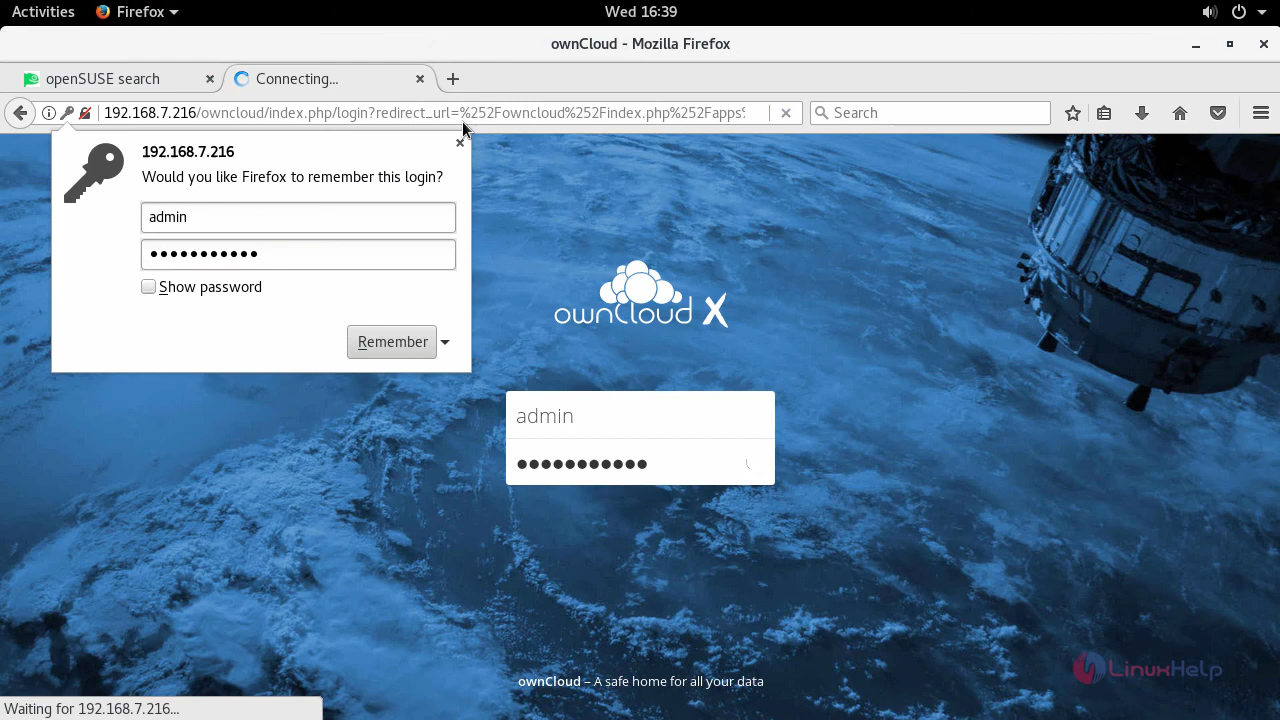 Activities Firefox Wed 16:39
ownCloud - Mozilla Firefox
openSUSE search Connecting...
192.168.7.216/owncloud/index.php/login?redirect_url=%252Fowncloud%252Findex.php%252Fapps% Search
192.168.7.216
Would you like Firefox to remember this login?
admin
●●●●●●●●●●●
Show password
Remember
ownCloud X
admin
●●●●●●●●●●●
LinuxHelp
ownCloud – A safe home for all your data
Waiting for 192.168.7.216...